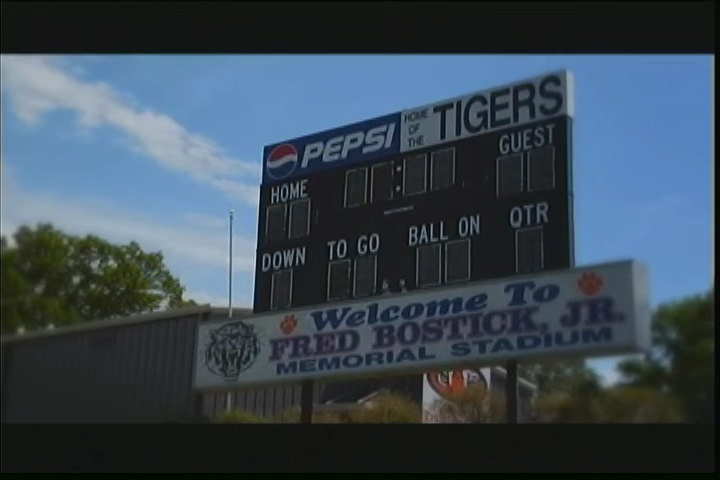 PEPSI
HOME
OF
THE
TIGERS
HOME
GUEST
DOWN
TO GO
BALL ON
QTR
Welcome To
FRED BOSTICK, JR.
MEMORIAL STADIUM